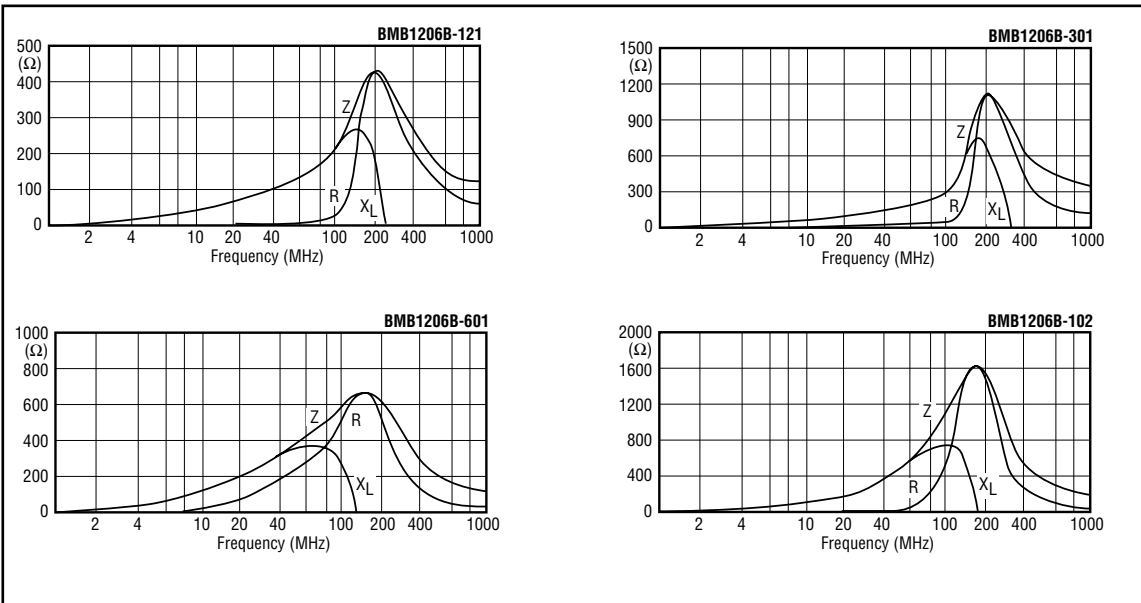 BMB1206B-121
500
(Ω)
400
300
200
100
0
Z
R
XL
2 4 10 20 40 100 200 400 1000
Frequency (MHz)
BMB1206B-301
1500
(Ω)
1200
900
600
300
0
Z
R
XL
2 4 10 20 40 100 200 400 1000
Frequency (MHz)
BMB1206B-601
1000
(Ω)
800
600
400
200
0
Z
R
XL
2 4 10 20 40 100 200 400 1000
Frequency (MHz)
BMB1206B-102
2000
(Ω)
1600
1200
800
400
0
Z
R
XL
2 4 10 20 40 100 200 400 1000
Frequency (MHz)